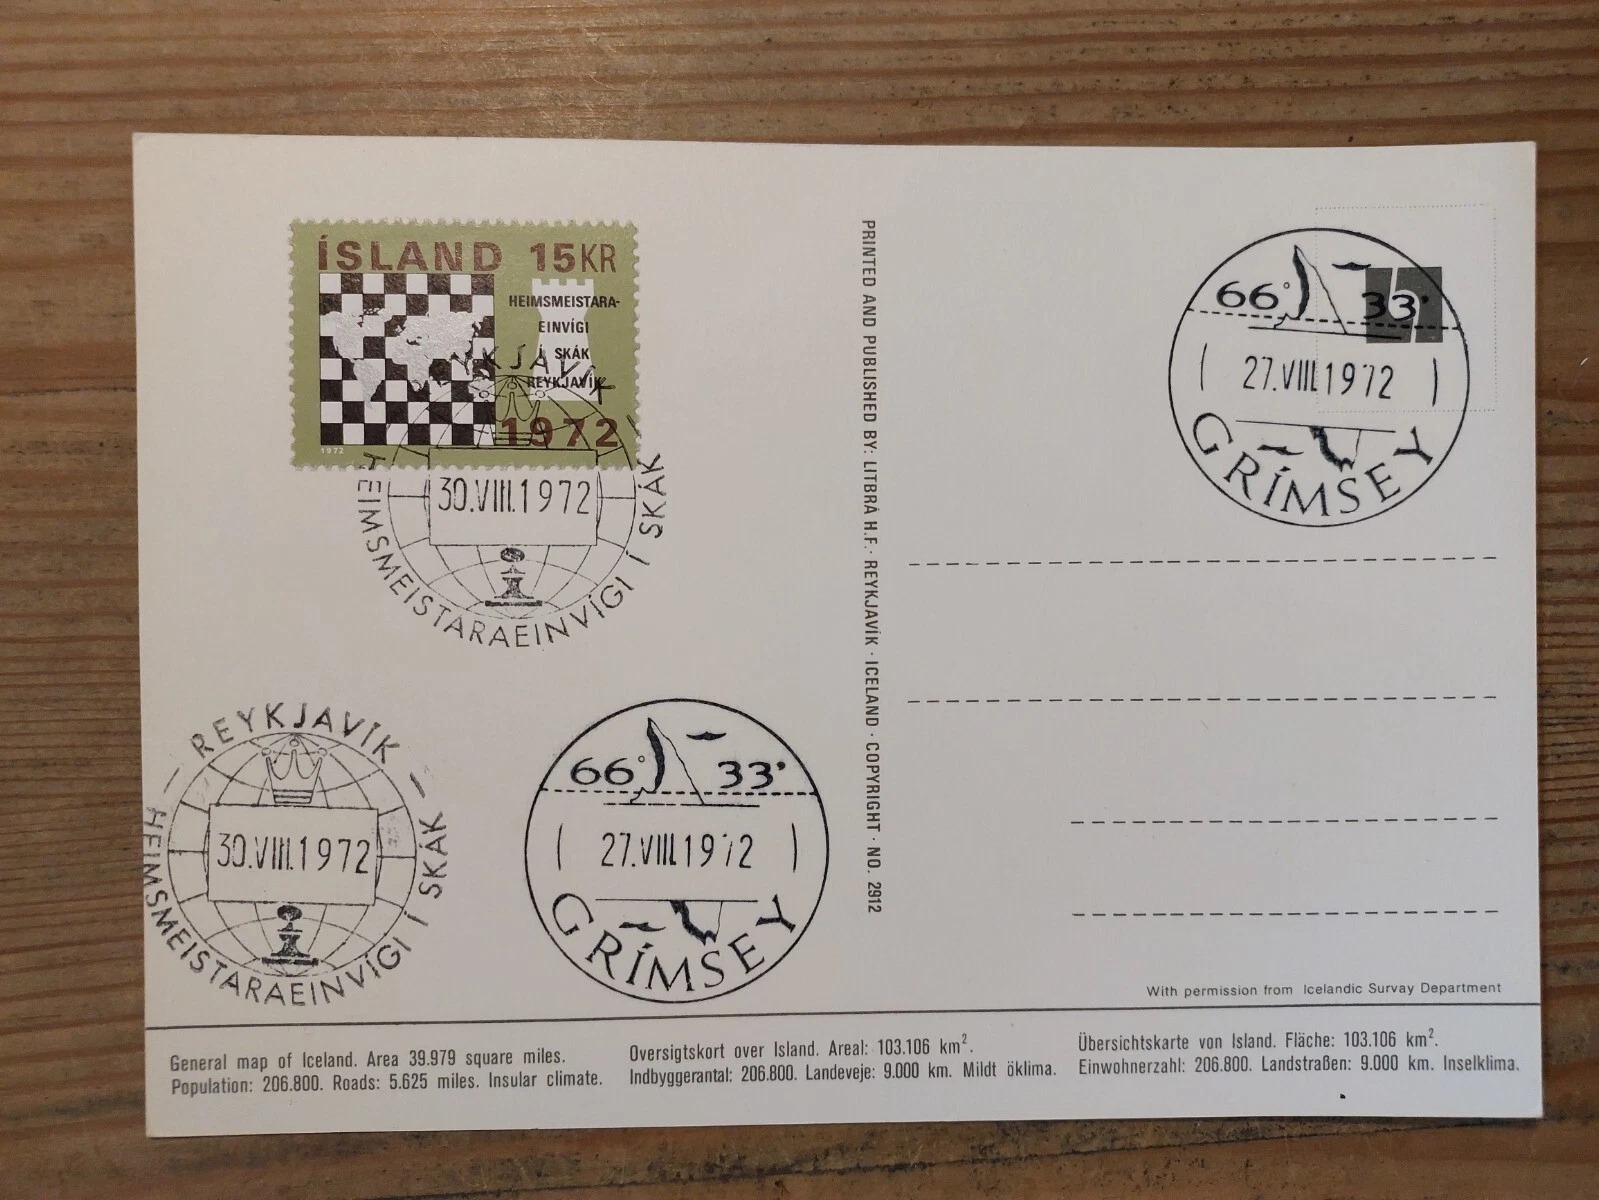 ÍSLAND 15KR
HEIMSMEISTARA-
EINVÍGI
Í SKÁK
REYKJAVÍK
1972
1972
REYKJAVÍK
30.VIII.1972
HEIMSMEISTARAEINVÍGI Í SKÁK
66° 33'
27.VIII.1972
GRÍMSEY
REYKJAVÍK
30.VIII.1972
HEIMSMEISTARAEINVÍGI Í SKÁK
66° 33'
27.VIII.1972
GRÍMSEY
PRINTED AND PUBLISHED BY: LITBRÁ H.F. · REYKJAVÍK · ICELAND · COPYRIGHT · NO. 2912
With permission from Icelandic Survay Department
General map of Iceland. Area 39.979 square miles.
Population: 206.800. Roads: 5.625 miles. Insular climate.
Oversigtskort over Island. Areal: 103.106 km².
Indbyggerantal: 206.800. Landeveje: 9.000 km. Mildt öklima.
Übersichtskarte von Island. Fläche: 103.106 km².
Einwohnerzahl: 206.800. Landstraßen: 9.000 km. Inselklima.